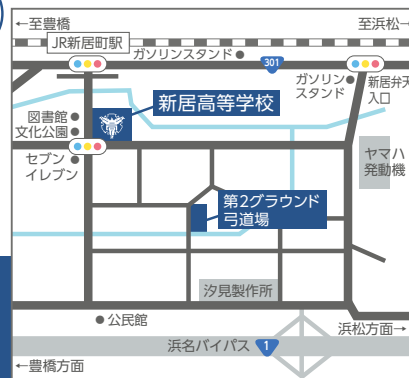 ←至豊橋
至浜松→
JR新居町駅
ガソリンスタンド
301
ガソリン
スタンド
新居弁天
入口
新居高等学校
図書館
文化公園
セブン
イレブン
ヤマハ
発動機
第2グラウンド
弓道場
汐見製作所
公民館
浜松方面→
浜名バイパス
1
←豊橋方面